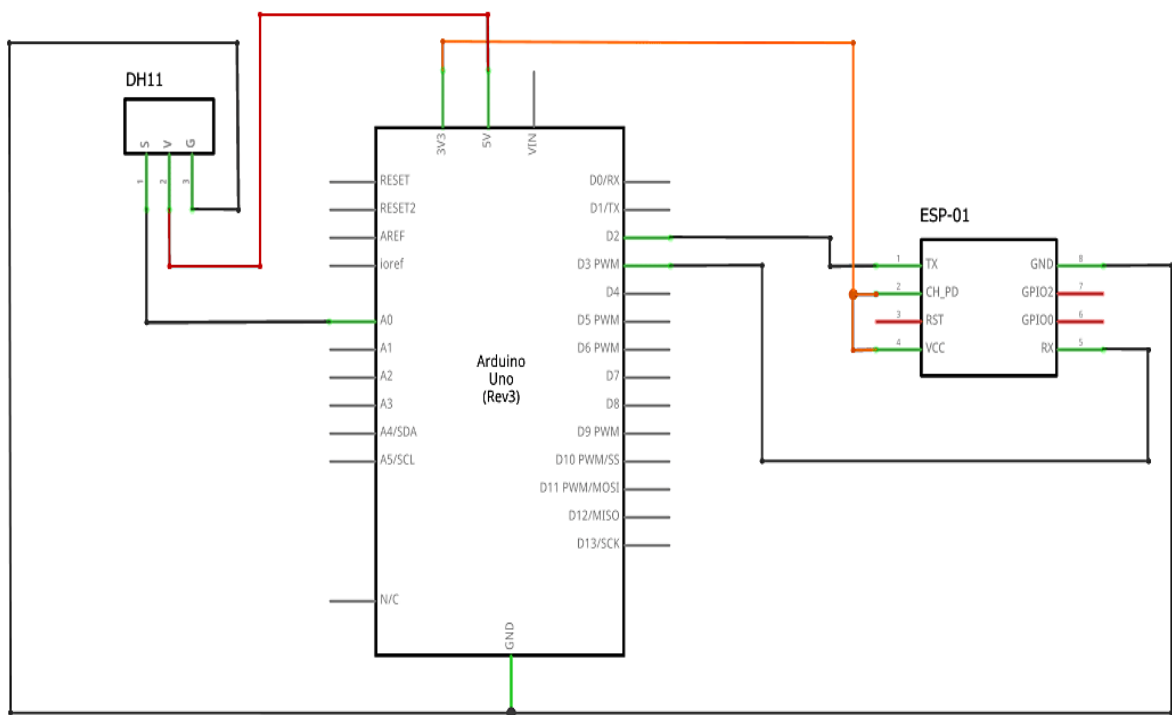 DH11
S V G
1 2 3
3V3 5V VIN
RESET
RESET2
AREF
ioref
A0
A1
A2
A3
A4/SDA
A5/SCL
N/C
Arduino
Uno
(Rev3)
D0/RX
D1/TX
D2
D3 PWM
D4
D5 PWM
D6 PWM
D7
D8
D9 PWM
D10 PWM/SS
D11 PWM/MOSI
D12/MISO
D13/SCK
GND
ESP-01
1 TX GND 8
2 CH_PD GPIO2 7
3 RST GPIO0 6
4 VCC RX 5